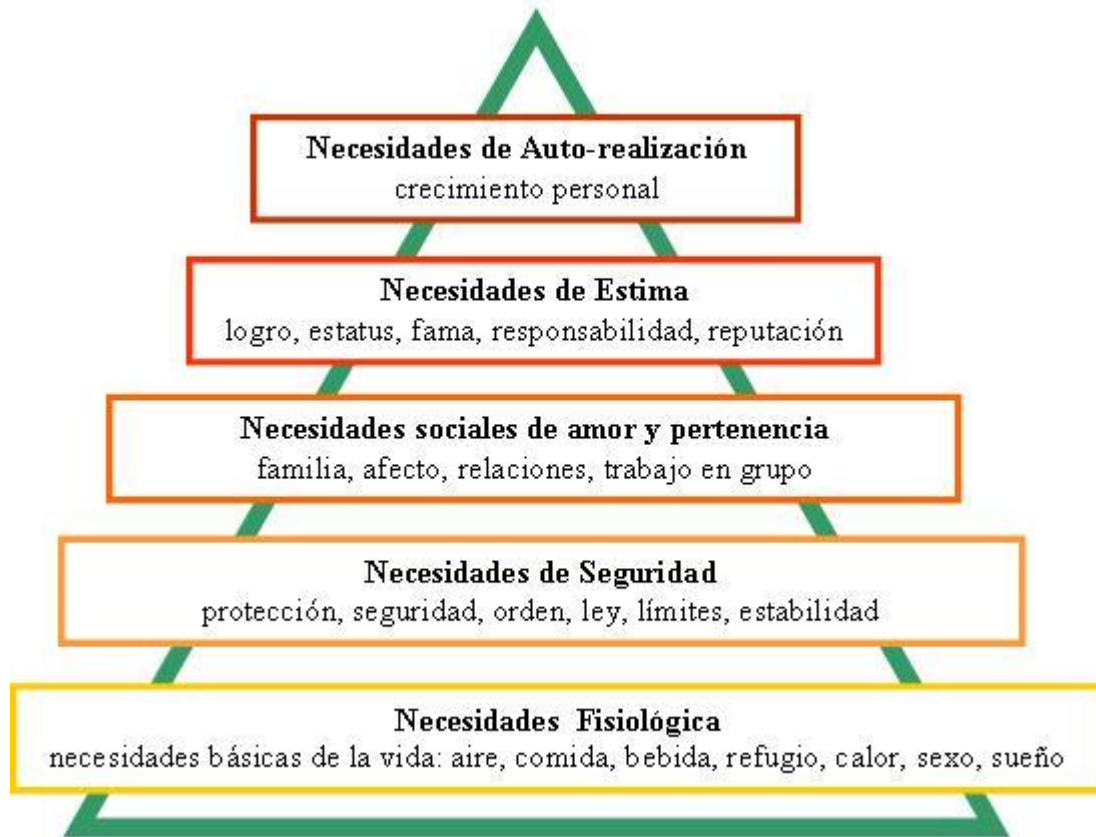 Necesidades de Auto-realización
crecimiento personal
Necesidades de Estima
logro, estatus, fama, responsabilidad, reputación
Necesidades sociales de amor y pertenencia
familia, afecto, relaciones, trabajo en grupo
Necesidades de Seguridad
protección, seguridad, orden, ley, límites, estabilidad
Necesidades Fisiológica
necesidades básicas de la vida: aire, comida, bebida, refugio, calor, sexo, sueño